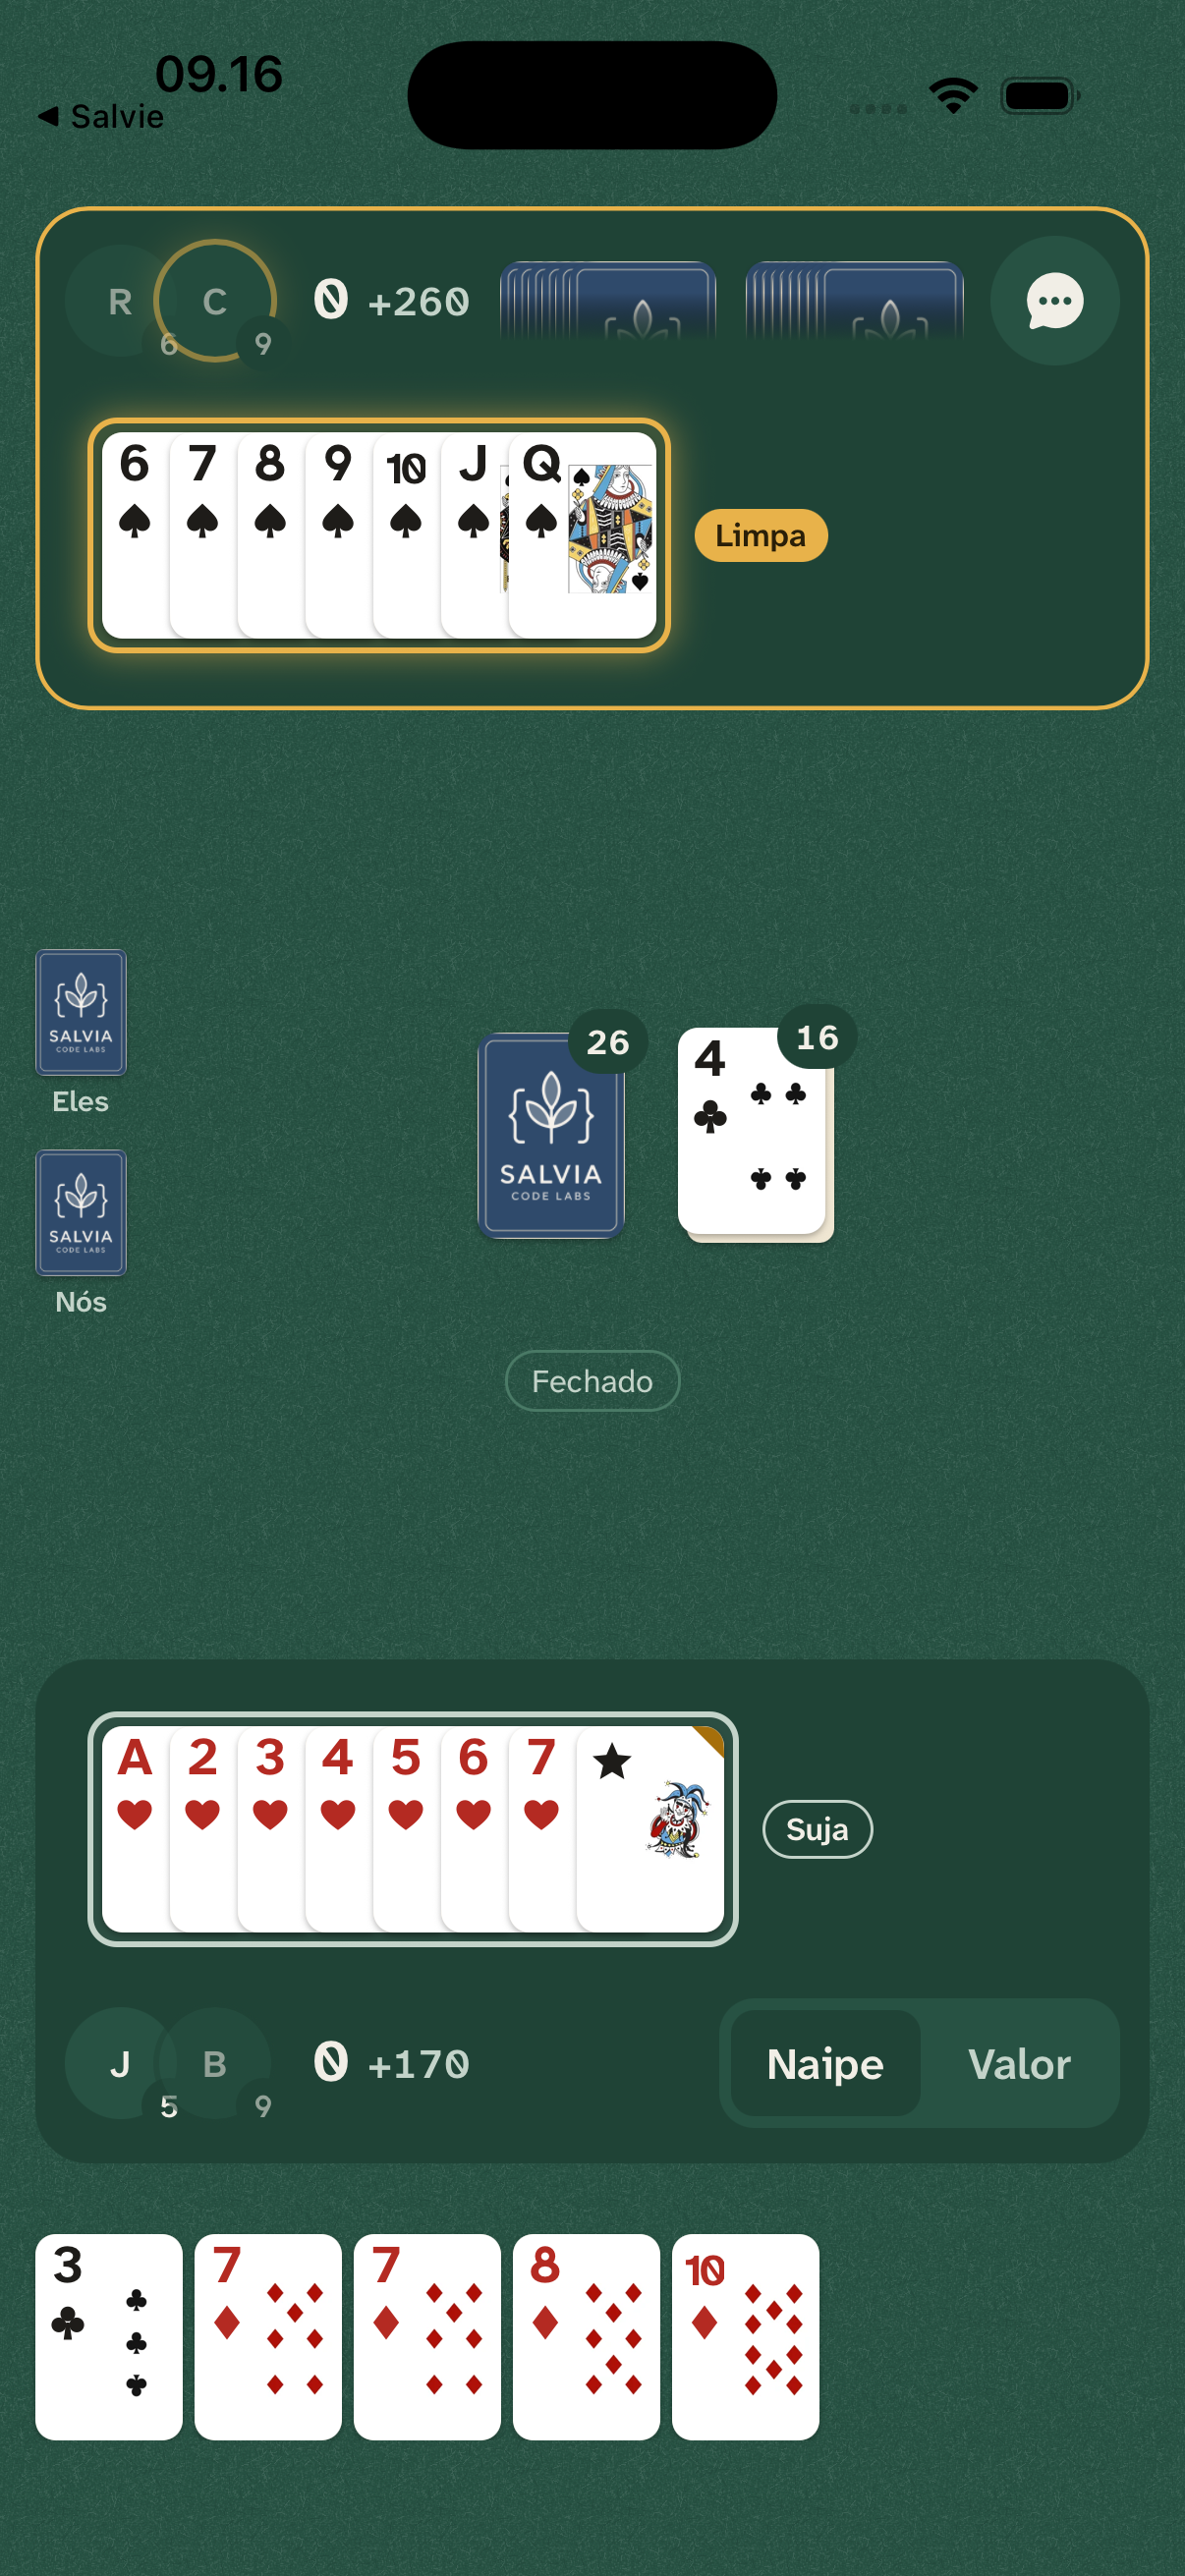 09.16
◀ Salvie
R 6 C 9 0 +260
6 7 8 9 10 J Q
Limpa
SALVIA
CODE LABS
Eles
SALVIA
CODE LABS
Nós
26
SALVIA
CODE LABS
16
4
Fechado
A 2 3 4 5 6 7
Suja
J 5 B 9 0 +170
Naipe Valor
3 7 7 8 10